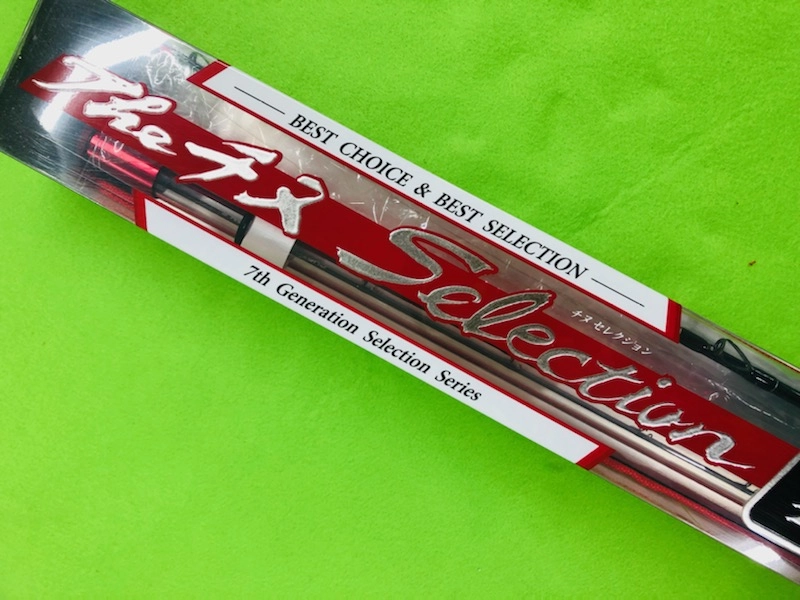 BEST CHOICE & BEST SELECTION
The チヌ
Selection
チヌ セレクション
7th Generation Selection Series